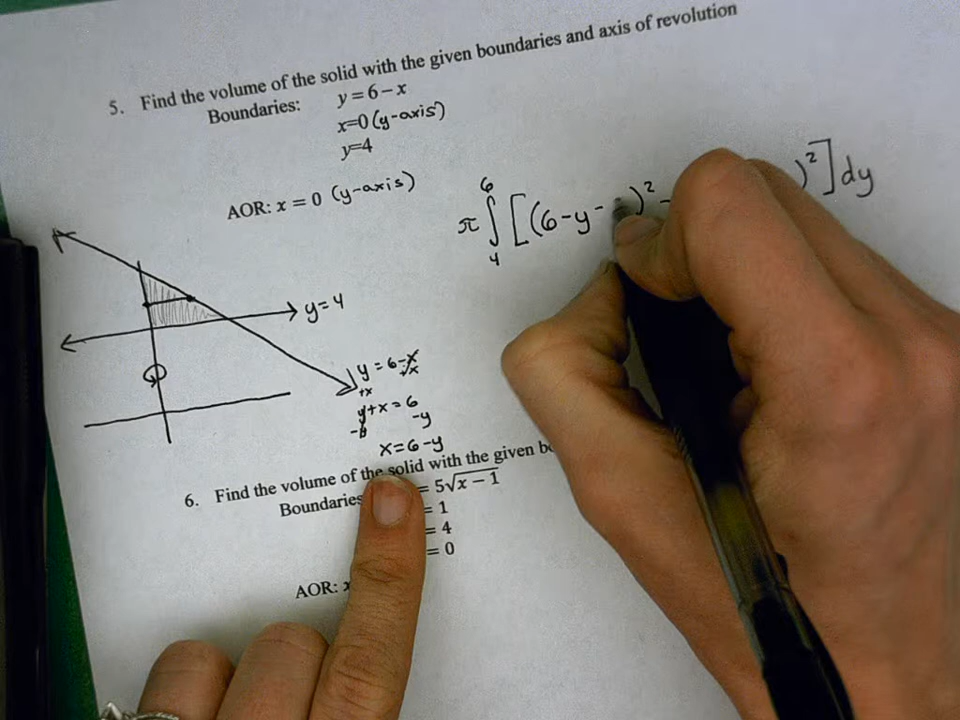 5. Find the volume of the solid with the given boundaries and axis of revolution
Boundaries: y = 6 – x
x=0 (y-axis)
y=4
AOR: x = 0 (y-axis)
6
π ∫ [(6-y- )² - )²] dy
4
y=4
y = 6-x
+x +x
y+x = 6
-y -y
x=6-y
6. Find the volume of the solid with the given
Boundaries = 5√x – 1
= 1
= 4
= 0
AOR: